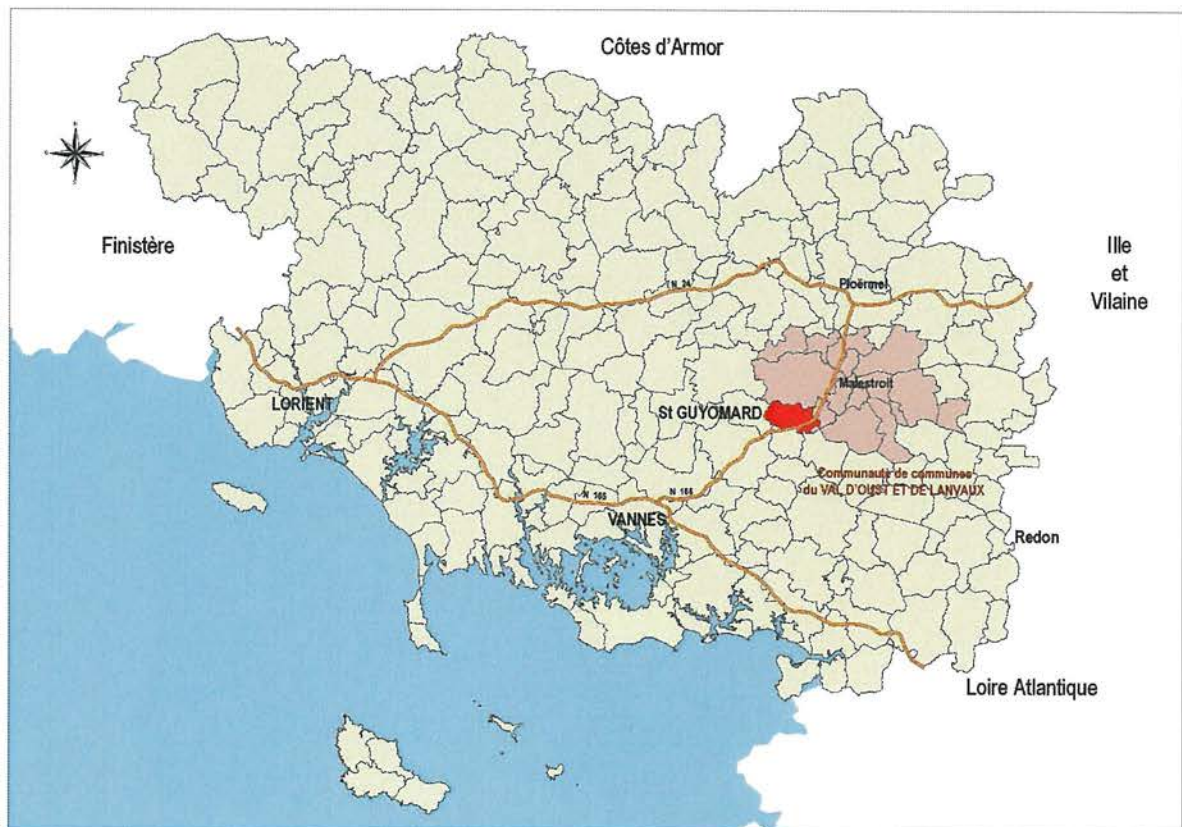 Côtes d'Armor
Finistère
Ille
et
Vilaine
N 24
Ploërmel
Malestroit
LORIENT
St GUYOMARD
Communauté de communes
du VAL D'OUST ET DE LANVAUX
N 165
N 166
VANNES
Redon
Loire Atlantique